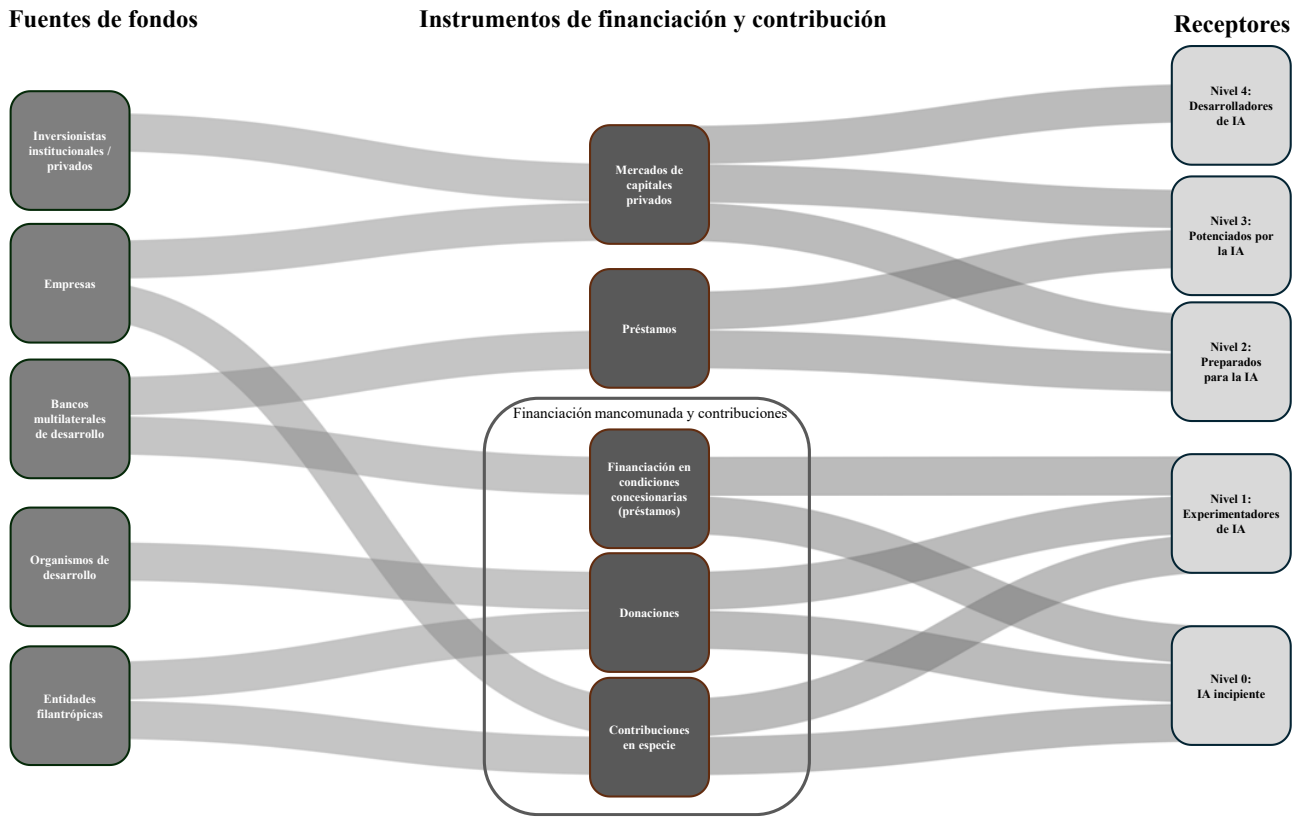 Fuentes de fondos
Instrumentos de financiación y contribución
Receptores
Inversionistas
institucionales /
privados
Empresas
Bancos
multilaterales
de desarrollo
Organismos de
desarrollo
Entidades
filantrópicas
Mercados de
capitales
privados
Préstamos
Financiación mancomunada y contribuciones
Financiación en
condiciones
concesionarias
(préstamos)
Donaciones
Contribuciones
en especie
Nivel 4:
Desarrolladores
de IA
Nivel 3:
Potenciados por
la IA
Nivel 2:
Preparados
para la IA
Nivel 1:
Experimentadores
de IA
Nivel 0:
IA incipiente